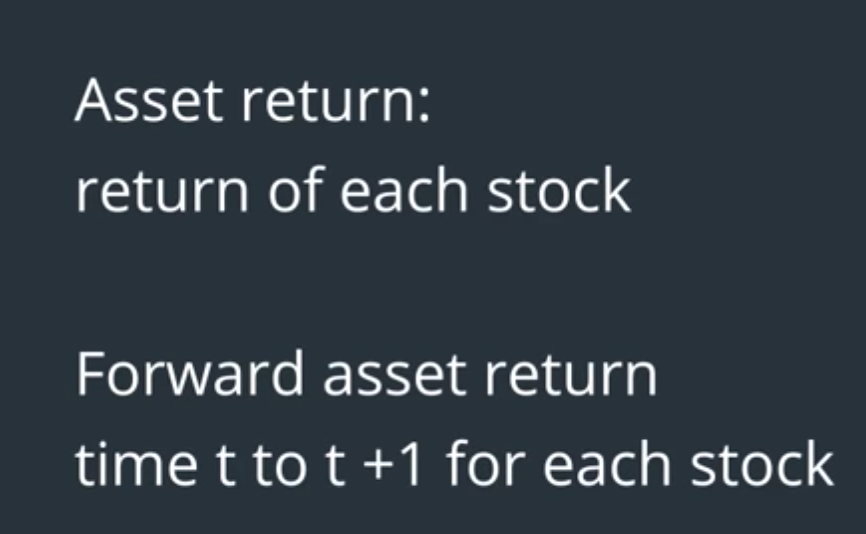 Asset return:
return of each stock
Forward asset return
time t to t +1 for each stock